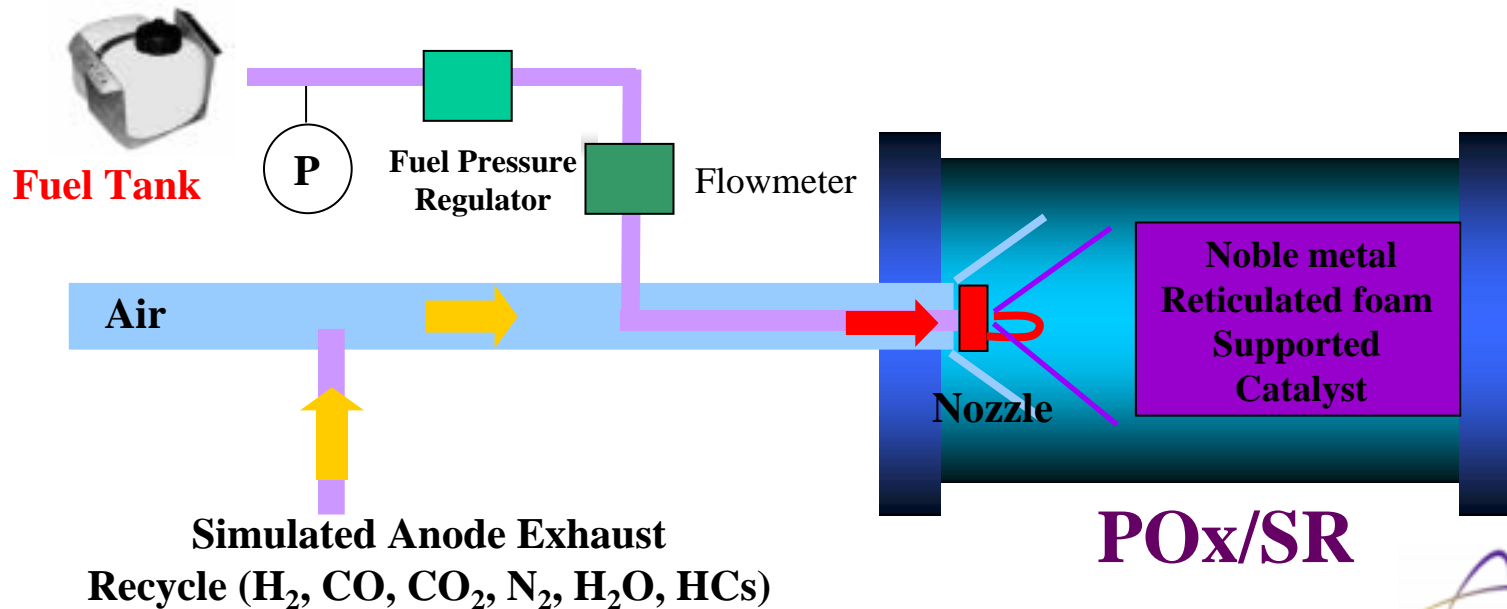 Fuel Tank
P
Fuel Pressure
Regulator
Flowmeter
Air
Nozzle
Noble metal
Reticulated foam
Supported
Catalyst
Simulated Anode Exhaust
Recycle (H₂, CO, CO₂, N₂, H₂O, HCs)
POx/SR